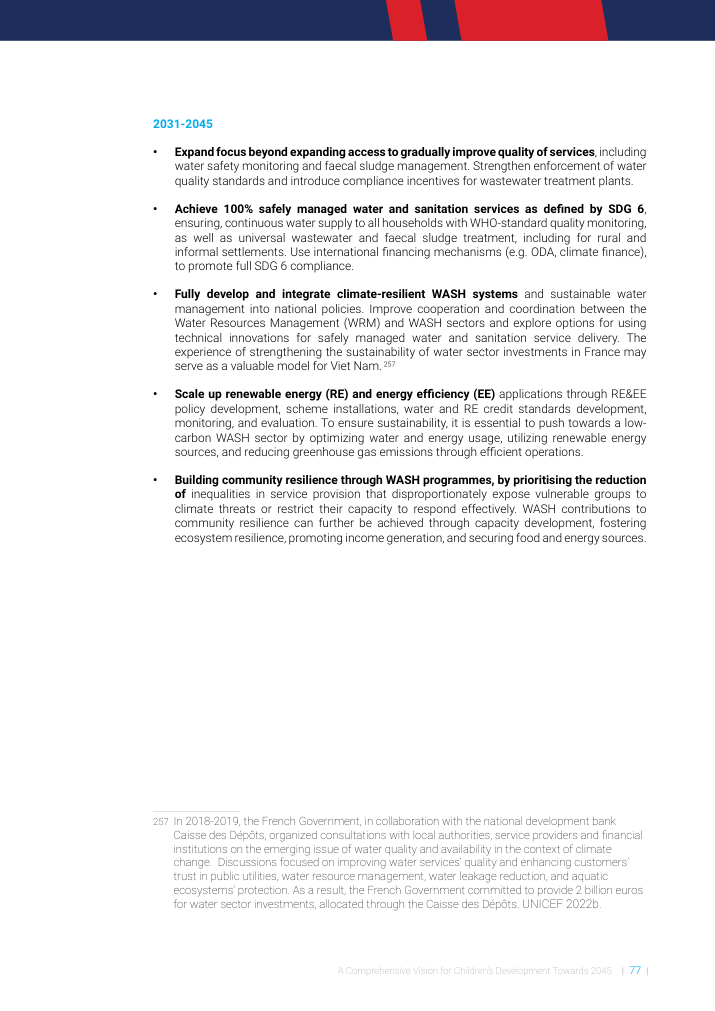 2031-2045
• Expand focus beyond expanding access to gradually improve quality of services, including
water safety monitoring and faecal sludge management. Strengthen enforcement of water
quality standards and introduce compliance incentives for wastewater treatment plants.
• Achieve 100% safely managed water and sanitation services as defined by SDG 6,
ensuring, continuous water supply to all households with WHO-standard quality monitoring,
as well as universal wastewater and faecal sludge treatment, including for rural and
informal settlements. Use international financing mechanisms (e.g. ODA, climate finance),
to promote full SDG 6 compliance.
• Fully develop and integrate climate-resilient WASH systems and sustainable water
management into national policies. Improve cooperation and coordination between the
Water Resources Management (WRM) and WASH sectors and explore options for using
technical innovations for safely managed water and sanitation service delivery. The
experience of strengthening the sustainability of water sector investments in France may
serve as a valuable model for Viet Nam. 257
• Scale up renewable energy (RE) and energy efficiency (EE) applications through RE&EE
policy development, scheme installations, water and RE credit standards development,
monitoring, and evaluation. To ensure sustainability, it is essential to push towards a low-
carbon WASH sector by optimizing water and energy usage, utilizing renewable energy
sources, and reducing greenhouse gas emissions through efficient operations.
• Building community resilience through WASH programmes, by prioritising the reduction
of inequalities in service provision that disproportionately expose vulnerable groups to
climate threats or restrict their capacity to respond effectively. WASH contributions to
community resilience can further be achieved through capacity development, fostering
ecosystem resilience, promoting income generation, and securing food and energy sources.
257 In 2018-2019, the French Government, in collaboration with the national development bank
Caisse des Dépôts, organized consultations with local authorities, service providers and financial
institutions on the emerging issue of water quality and availability in the context of climate
change. Discussions focused on improving water services' quality and enhancing customers'
trust in public utilities, water resource management, water leakage reduction, and aquatic
ecosystems' protection. As a result, the French Government committed to provide 2 billion euros
for water sector investments, allocated through the Caisse des Dépôts. UNICEF 2022b.
A Comprehensive Vision for Children's Development Towards 2045 | 77 |